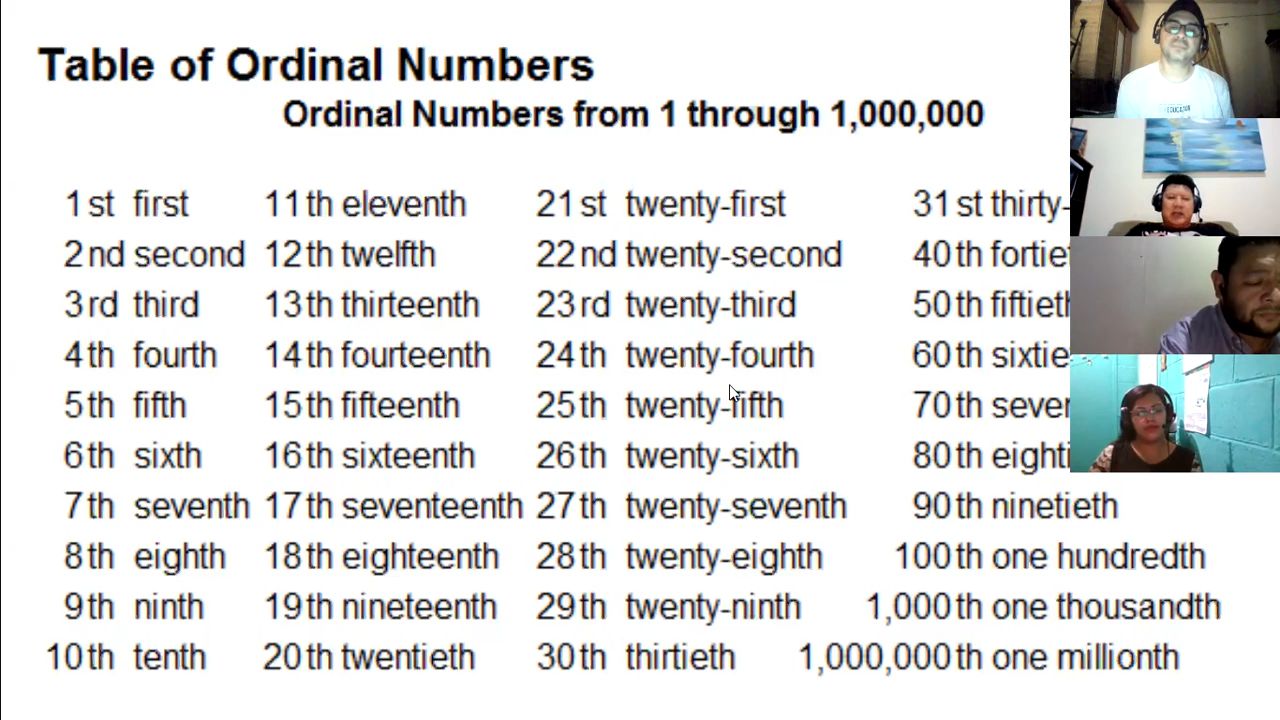 Table of Ordinal Numbers
Ordinal Numbers from 1 through 1,000,000
1st first 11th eleventh 21st twenty-first 31st thirty-
2nd second 12th twelfth 22nd twenty-second 40th fortiet
3rd third 13th thirteenth 23rd twenty-third 50th fiftieth
4th fourth 14th fourteenth 24th twenty-fourth 60th sixtie
5th fifth 15th fifteenth 25th twenty-fifth 70th seven
6th sixth 16th sixteenth 26th twenty-sixth 80th eighti
7th seventh 17th seventeenth 27th twenty-seventh 90th ninetieth
8th eighth 18th eighteenth 28th twenty-eighth 100th one hundredth
9th ninth 19th nineteenth 29th twenty-ninth 1,000th one thousandth
10th tenth 20th twentieth 30th thirtieth 1,000,000th one millionth